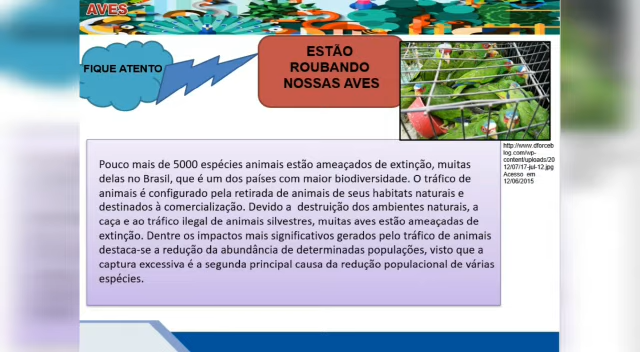 AVES
FIQUE ATENTO
ESTÃO
ROUBANDO
NOSSAS AVES
http://www.dforceb
log.com/wp-
content/uploads/20
12/07/17-jul-12.jpg
Acesso em
12/06/2015
Pouco mais de 5000 espécies animais estão ameaçados de extinção, muitas
delas no Brasil, que é um dos países com maior biodiversidade. O tráfico de
animais é configurado pela retirada de animais de seus habitats naturais e
destinados à comercialização. Devido a destruição dos ambientes naturais, a
caça e ao tráfico ilegal de animais silvestres, muitas aves estão ameaçadas de
extinção. Dentre os impactos mais significativos gerados pelo tráfico de animais
destaca-se a redução da abundância de determinadas populações, visto que a
captura excessiva é a segunda principal causa da redução populacional de várias
espécies.